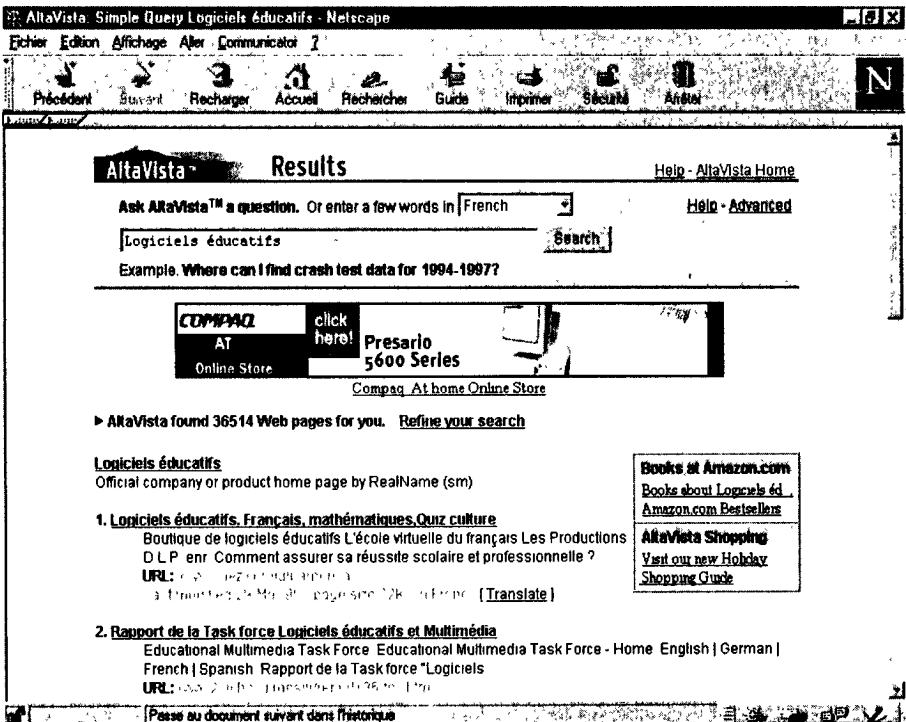 AltaVista: Simple Query Logiciels éducatifs - Netscape
Fichier Edition Affichage Aller Communicator ?
Précédent Suivant Recharger Accueil Rechercher Guide Imprimer Sécurité Arrêter
AltaVista™ Results Help - AltaVista Home
Ask AltaVista™ a question. Or enter a few words in French Help - Advanced
Logiciels éducatifs Search
Example. Where can I find crash test data for 1994-1997?
COMPAQ click here!
AT Presario
Online Store 5600 Series
Compaq At home Online Store
AltaVista found 36514 Web pages for you. Refine your search
Logiciels éducatifs
Official company or product home page by RealName (sm)
1. Logiciels éducatifs. Français, mathématiques,Quiz culture
Boutique de logiciels éducatifs L'école virtuelle du français Les Productions
D L P enr Comment assurer sa réussite scolaire et professionnelle ?
URL:
[Translate]
2. Rapport de la Task force Logiciels éducatifs et Multimédia
Educational Multimedia Task Force Educational Multimedia Task Force - Home English | German |
French | Spanish Rapport de la Task force "Logiciels
URL:
Books at Amazon.com
Books about Logiciels éd
Amazon.com Bestsellers
AltaVista Shopping
Visit our new Holiday
Shopping Guide
Passe au document suivant dans l'historique